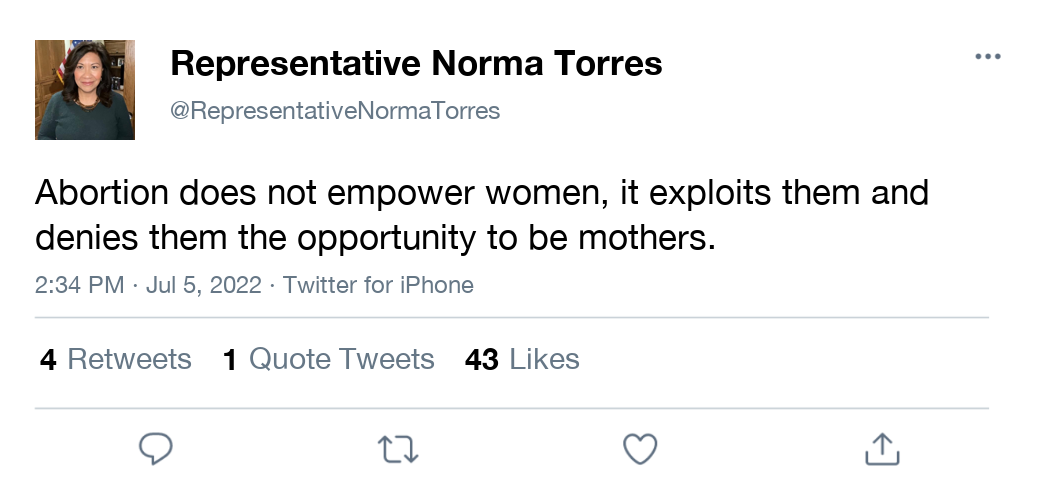 Representative Norma Torres
@RepresentativeNormaTorres
Abortion does not empower women, it exploits them and
denies them the opportunity to be mothers.
2:34 PM · Jul 5, 2022 · Twitter for iPhone
4 Retweets 1 Quote Tweets 43 Likes